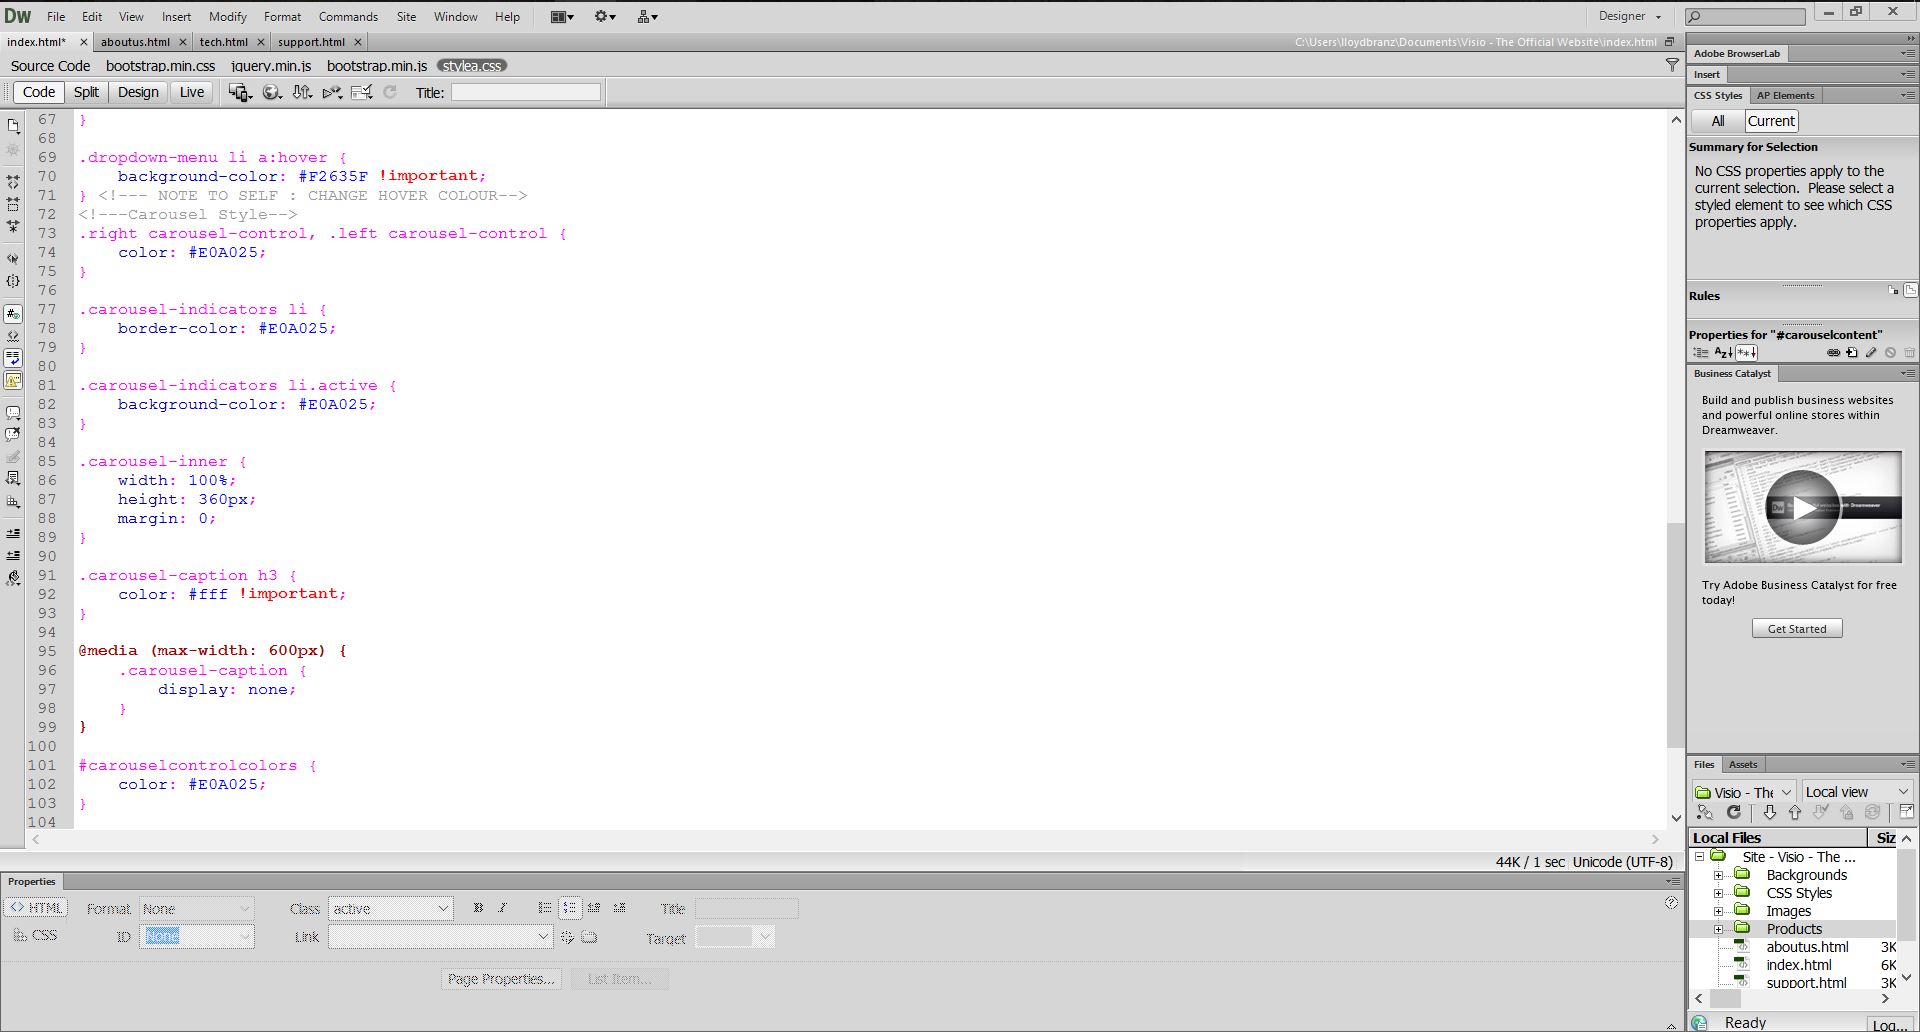 Dw File Edit View Insert Modify Format Commands Site Window Help Designer
index.html* aboutus.html tech.html support.html C:\Users\lloydbranz\Documents\Visio - The Official Website\index.html
Source Code bootstrap.min.css jquery.min.js bootstrap.min.js stylea.css
Code Split Design Live Title:
67 }
68
69 .dropdown-menu li a:hover {
70 background-color: #F2635F !important;
71 } <!--- NOTE TO SELF : CHANGE HOVER COLOUR-->
72 <!---Carousel Style-->
73 .right carousel-control, .left carousel-control {
74 color: #E0A025;
75 }
76
77 .carousel-indicators li {
78 border-color: #E0A025;
79 }
80
81 .carousel-indicators li.active {
82 background-color: #E0A025;
83 }
84
85 .carousel-inner {
86 width: 100%;
87 height: 360px;
88 margin: 0;
89 }
90
91 .carousel-caption h3 {
92 color: #fff !important;
93 }
94
95 @media (max-width: 600px) {
96 .carousel-caption {
97 display: none;
98 }
99 }
100
101 #carouselcontrolcolors {
102 color: #E0A025;
103 }
104
44K / 1 sec Unicode (UTF-8)
Properties
<> HTML Format None Class active B I Title
CSS ID None Link Target
Page Properties... List Item...
Adobe BrowserLab
Insert
CSS Styles AP Elements
All Current
Summary for Selection
No CSS properties apply to the
current selection. Please select a
styled element to see which CSS
properties apply.
Rules
Properties for "#carouselcontent"
Business Catalyst
Build and publish business websites
and powerful online stores within
Dreamweaver.
Try Adobe Business Catalyst for free
today!
Get Started
Files Assets
Visio - The Local view
Local Files Siz
Site - Visio - The ...
Backgrounds
CSS Styles
Images
Products
aboutus.html 3K
index.html 6K
support.html 3K
Ready Log...